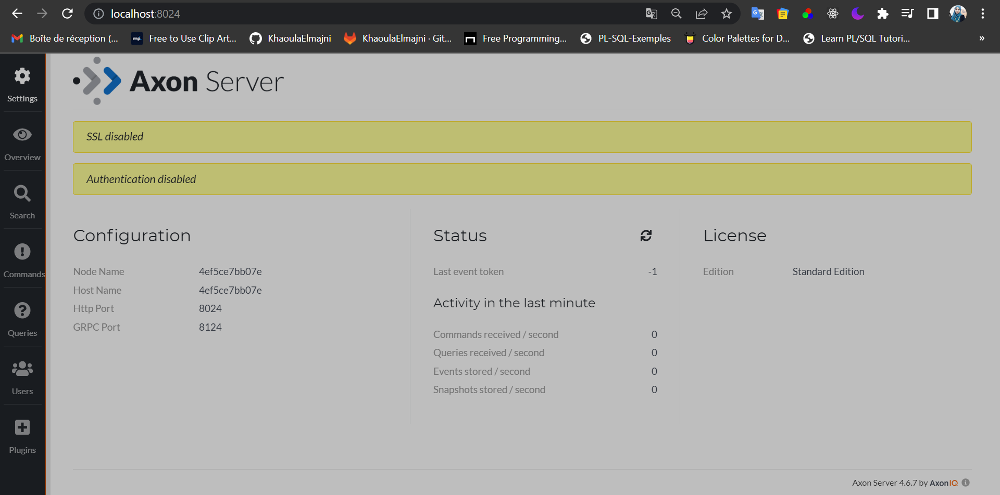 localhost:8024
Boîte de réception (...
mp.
Free to Use Clip Art...
KhaoulaElmajni
KhaoulaElmajni · Git...
Free Programming...
PL-SQL-Exemples
Color Palettes for D...
Learn PL/SQL Tutori...
»
Settings
Overview
Search
Commands
Queries
Users
Plugins
Axon Server
SSL disabled
Authentication disabled
Configuration
Node Name 4ef5ce7bb07e
Host Name 4ef5ce7bb07e
Http Port 8024
GRPC Port 8124
Status
Last event token -1
Activity in the last minute
Commands received / second 0
Queries received / second 0
Events stored / second 0
Snapshots stored / second 0
License
Edition Standard Edition
Axon Server 4.6.7 by AxonIQ